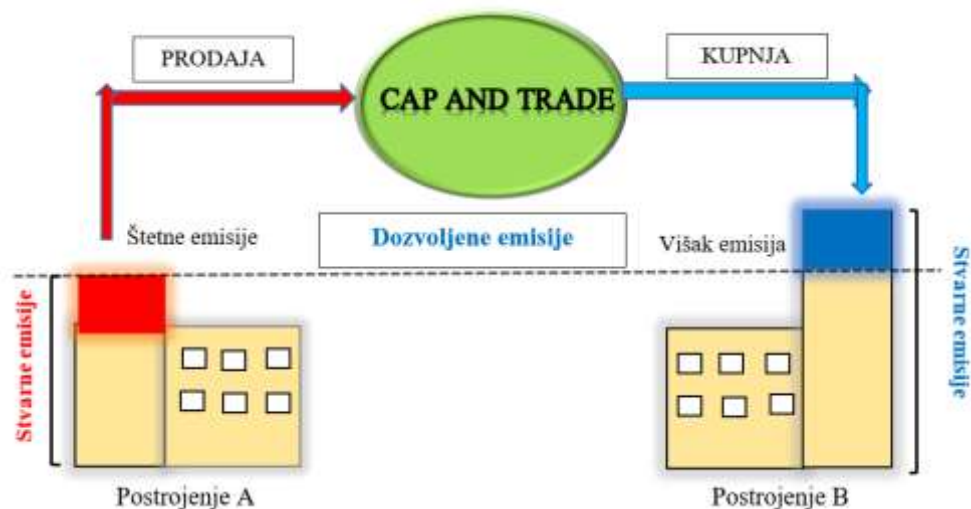 PRODAJA
KUPNJA
CAP AND TRADE
Štetne emisije
Dozvoljene emisije
Višak emisija
Stvarne emisije
Stvarne emisije
Postrojenje A
Postrojenje B